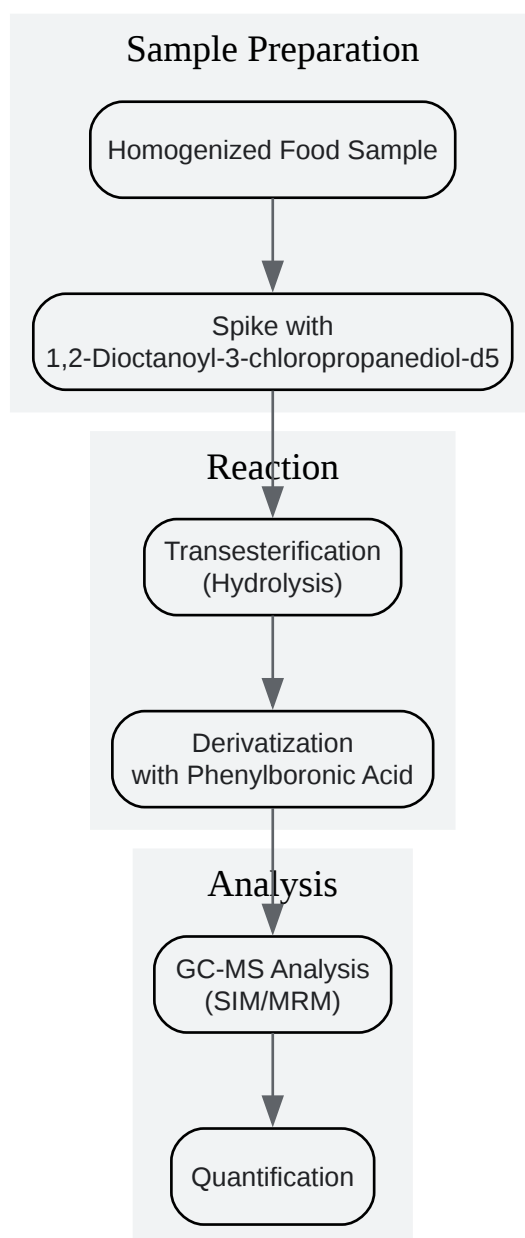 Sample Preparation
Homogenized Food Sample
Spike with
1,2-Dioctanoyl-3-chloropropanediol-d5
Reaction
Transesterification
(Hydrolysis)
Derivatization
with Phenylboronic Acid
Analysis
GC-MS Analysis
(SIM/MRM)
Quantification